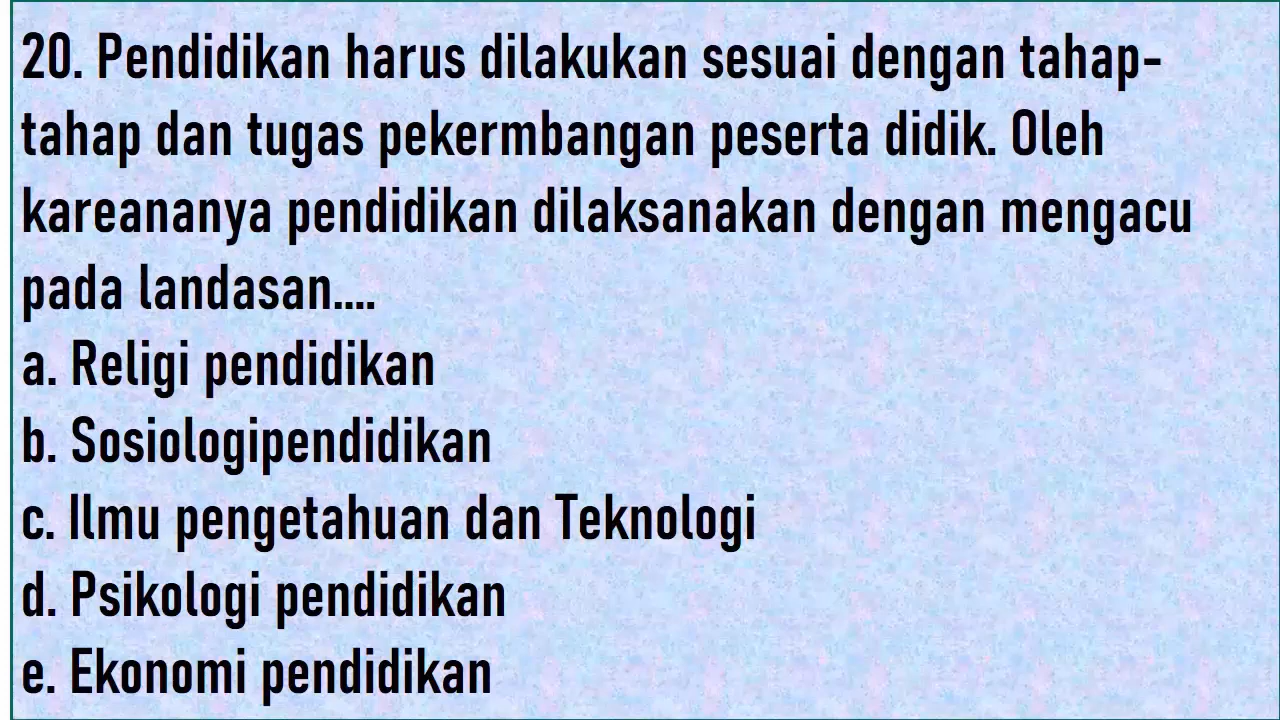 20. Pendidikan harus dilakukan sesuai dengan tahap-
tahap dan tugas pekermbangan peserta didik. Oleh
kareananya pendidikan dilaksanakan dengan mengacu
pada landasan....
a. Religi pendidikan
b. Sosiologipendidikan
c. Ilmu pengetahuan dan Teknologi
d. Psikologi pendidikan
e. Ekonomi pendidikan